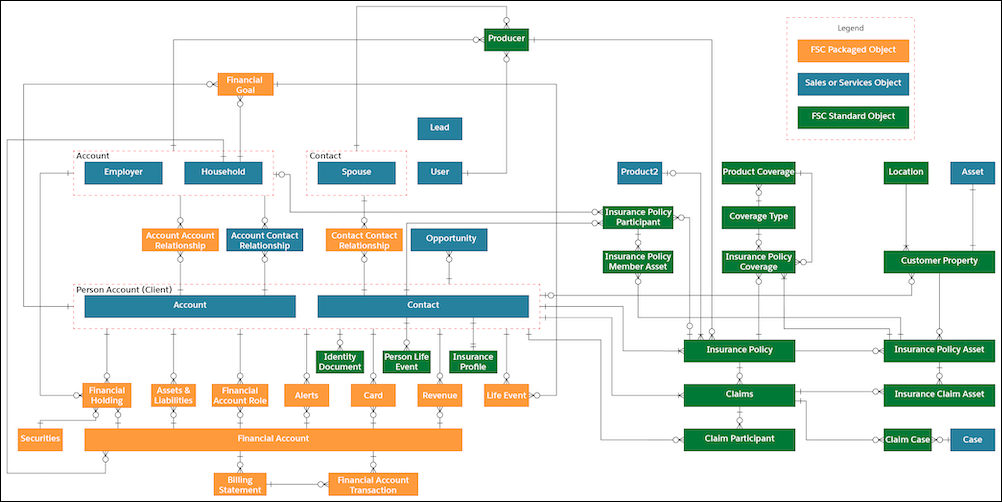 Producer
Legend
FSC Packaged Object
Sales or Services Object
FSC Standard Object
Financial
Goal
Lead
User
Account
Employer
Household
Contact
Spouse
Product2
Product Coverage
Location
Asset
Insurance Policy
Participant
Coverage Type
Account Account
Relationship
Account Contact
Relationship
Contact Contact
Relationship
Opportunity
Insurance Policy
Member Asset
Insurance Policy
Coverage
Customer Property
Person Account (Client)
Account
Contact
Identity
Document
Person Life
Event
Insurance
Profile
Insurance Policy
Insurance Policy Asset
Financial
Holding
Assets &
Liabilities
Financial
Account Role
Alerts
Card
Revenue
Life Event
Claims
Insurance Claim Asset
Securities
Financial Account
Claim Participant
Claim Case
Case
Billing
Statement
Financial Account
Transaction